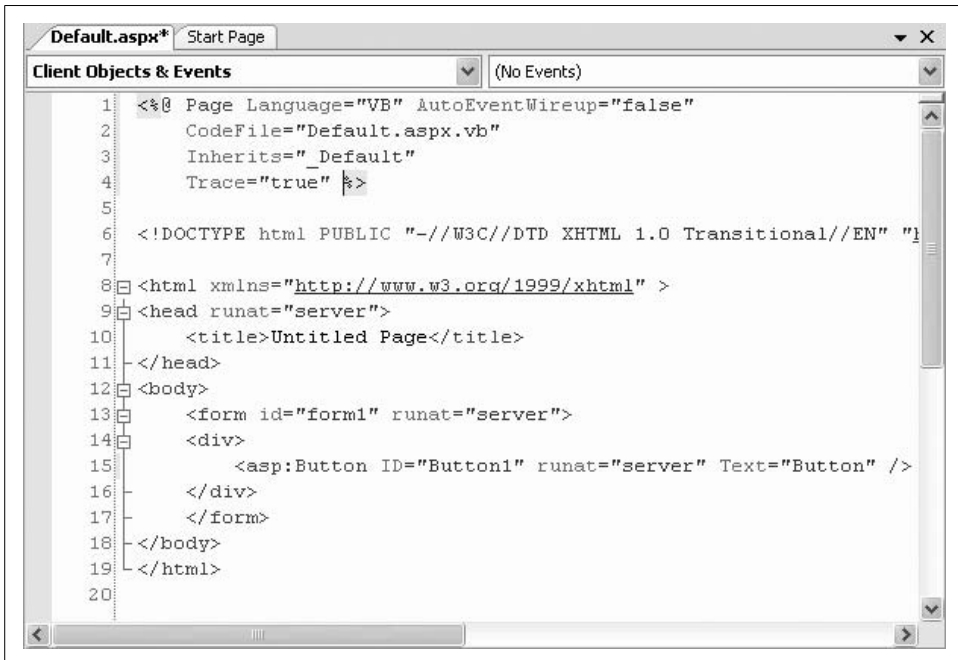 Default.aspx* Start Page
Client Objects & Events (No Events)
1 <%@ Page Language="VB" AutoEventWireup="false"
2 CodeFile="Default.aspx.vb"
3 Inherits="_Default"
4 Trace="true" %>
5
6 <!DOCTYPE html PUBLIC "-//W3C//DTD XHTML 1.0 Transitional//EN" "
7
8 <html xmlns="http://www.w3.org/1999/xhtml" >
9 <head runat="server">
10 <title>Untitled Page</title>
11 </head>
12 <body>
13 <form id="form1" runat="server">
14 <div>
15 <asp:Button ID="Button1" runat="server" Text="Button" />
16 </div>
17 </form>
18 </body>
19 </html>
20